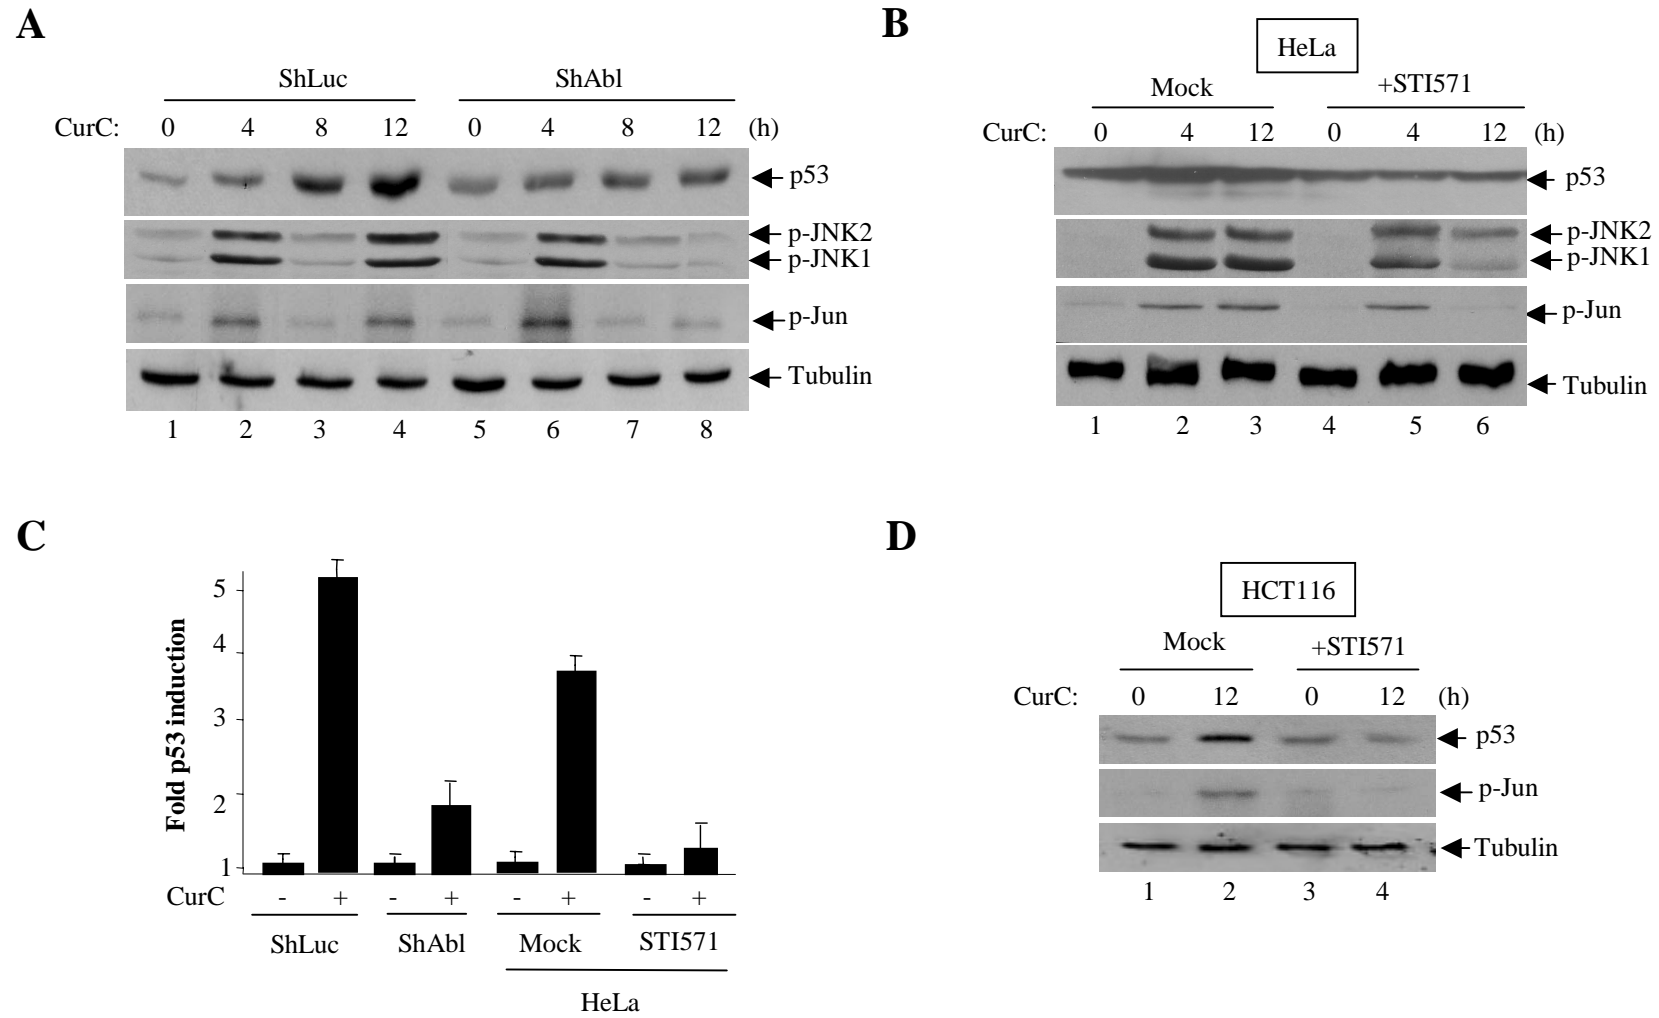 A
ShLuc ShAbl
CurC: 0 4 8 12 0 4 8 12 (h)
p53
p-JNK2
p-JNK1
p-Jun
Tubulin
1 2 3 4 5 6 7 8
B
HeLa
Mock +STI571
CurC: 0 4 12 0 4 12 (h)
p53
p-JNK2
p-JNK1
p-Jun
Tubulin
1 2 3 4 5 6
C
Fold p53 induction
5
4
3
2
1
CurC - + - + - + - +
ShLuc ShAbl Mock STI571
HeLa
D
HCT116
Mock +STI571
CurC: 0 12 0 12 (h)
p53
p-Jun
Tubulin
1 2 3 4